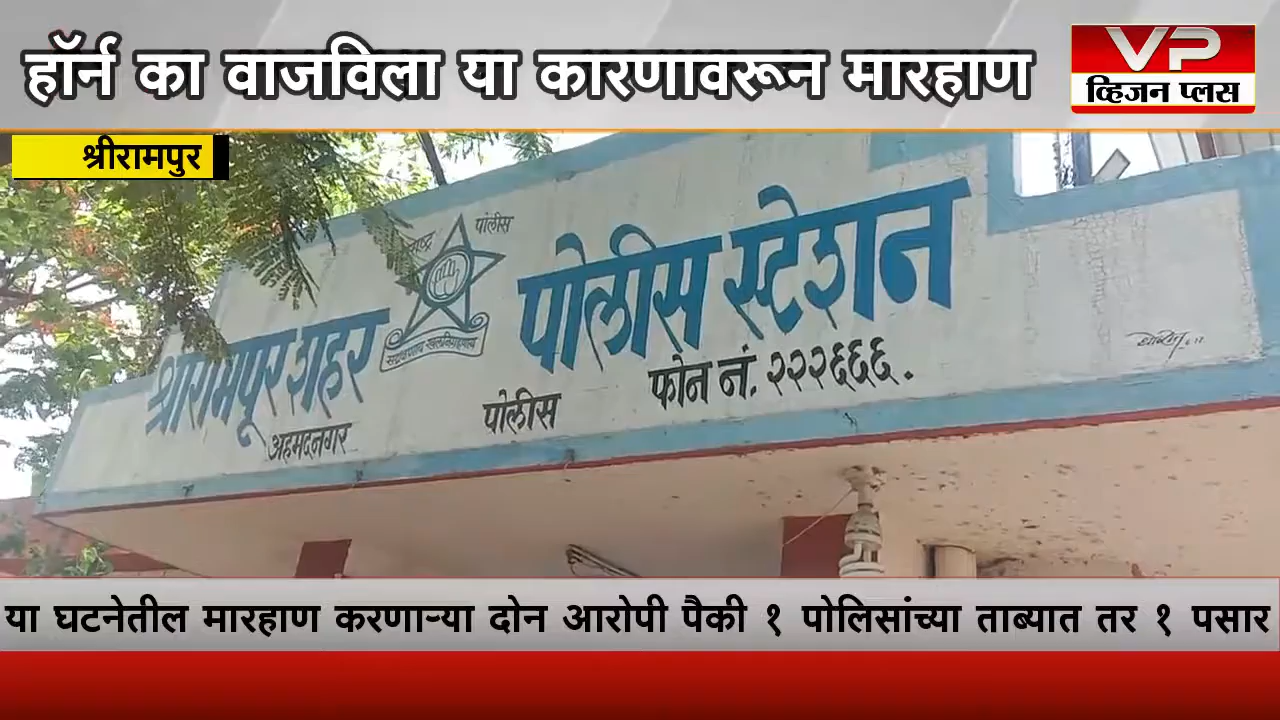 हॉर्न का वाजविला या कारणावरून मारहाण
VP
व्हिजन प्लस
श्रीरामपुर
पोलीस
श्रीरामपूर शहर
पोलीस स्टेशन
अहमदनगर
पोलीस
फोन नं. २२२६६६.
या घटनेतील मारहाण करणाऱ्या दोन आरोपी पैकी १ पोलिसांच्या ताब्यात तर १ पसार